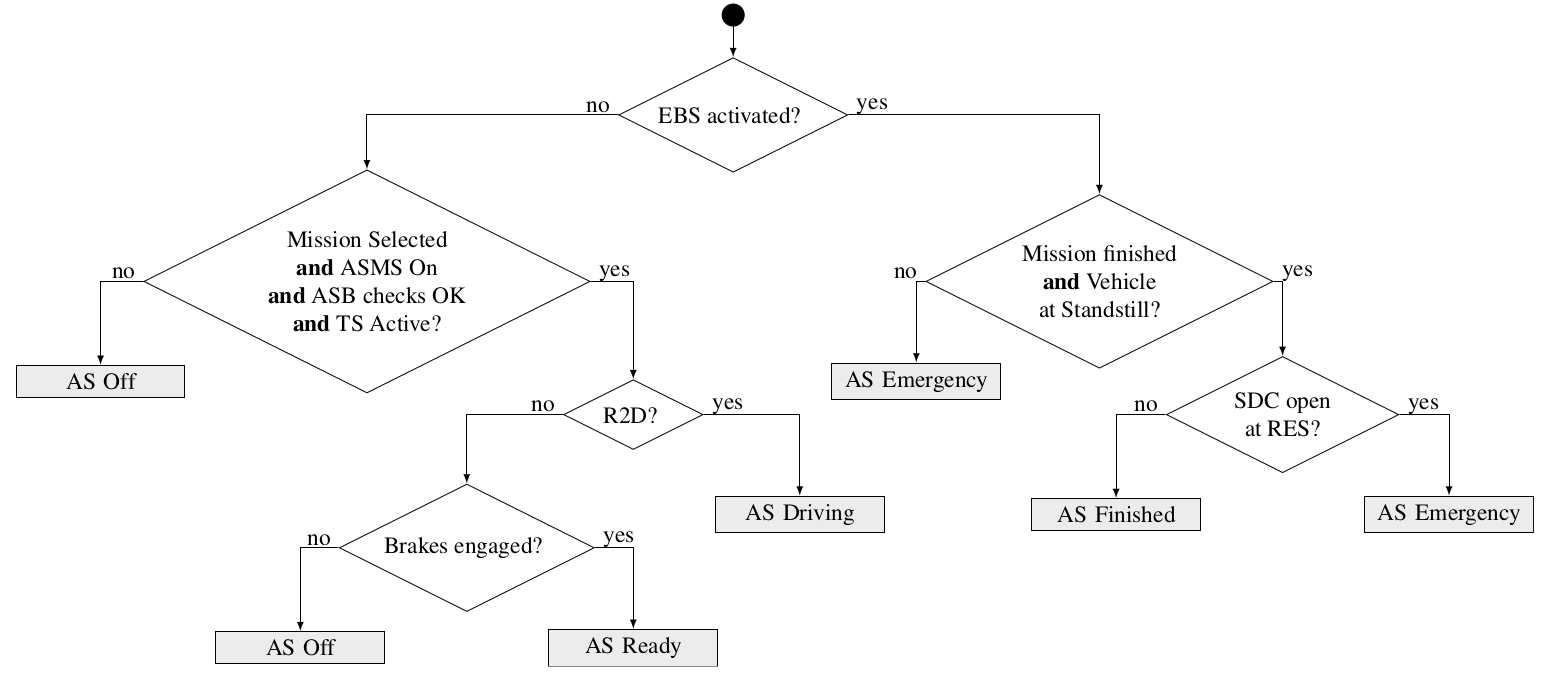 EBS activated?
no
yes
Mission Selected
and ASMS On
and ASB checks OK
and TS Active?
no
yes
AS Off
R2D?
no
yes
Brakes engaged?
no
yes
AS Off
AS Ready
AS Driving
Mission finished
and Vehicle
at Standstill?
no
yes
AS Emergency
SDC open
at RES?
no
yes
AS Finished
AS Emergency